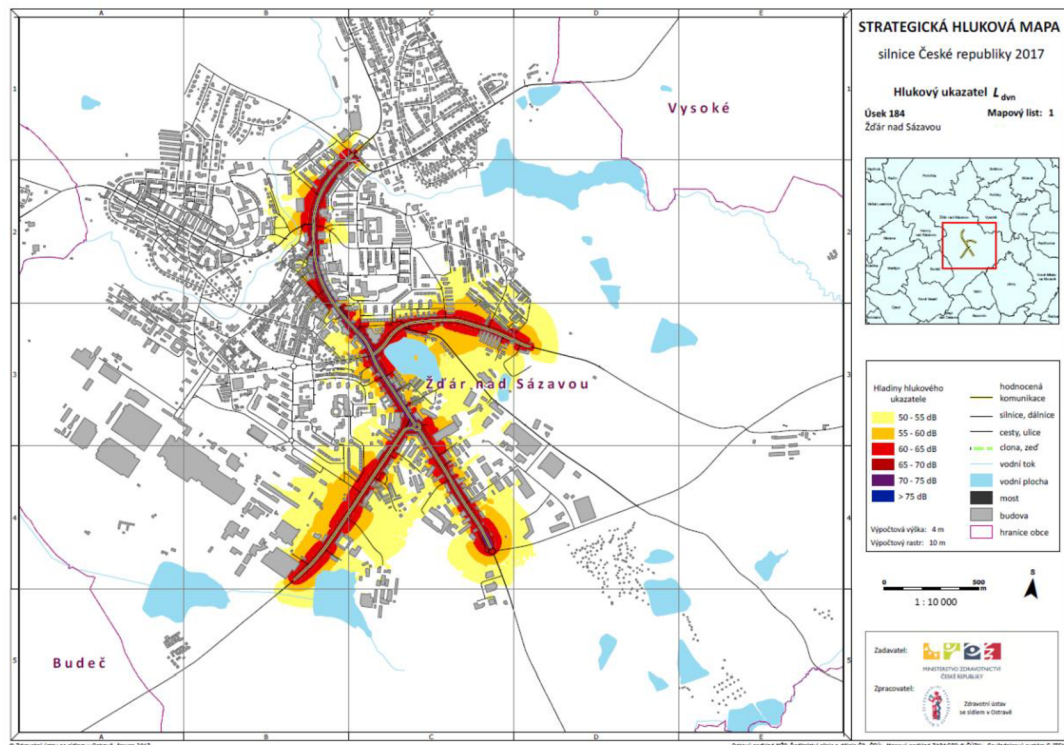 A B C D E
STRATEGICKÁ HLUKOVÁ MAPA
silnice České republiky 2017
Hlukový ukazatel Ldvn
Úsek 184 Mapový list: 1
Žďár nad Sázavou
1
Vysoké
2
3
Žďár nad Sázavou
4
5
Budeč
A B C D E
Hladiny hlukového
ukazatele
50 - 55 dB
55 - 60 dB
60 - 65 dB
65 - 70 dB
70 - 75 dB
> 75 dB
Výpočtová výška: 4 m
Výpočtový rastr: 10 m
hodnocená
komunikace
silnice, dálnice
cesty, ulice
clona, zeď
vodní tok
vodní plocha
most
budova
hranice obce
0 500
m
1 : 10 000
S
Zadavatel:
MINISTERSTVO ZDRAVOTNICTVÍ
ČESKÉ REPUBLIKY
Zpracovatel:
Zdravotní ústav
se sídlem v Ostravě